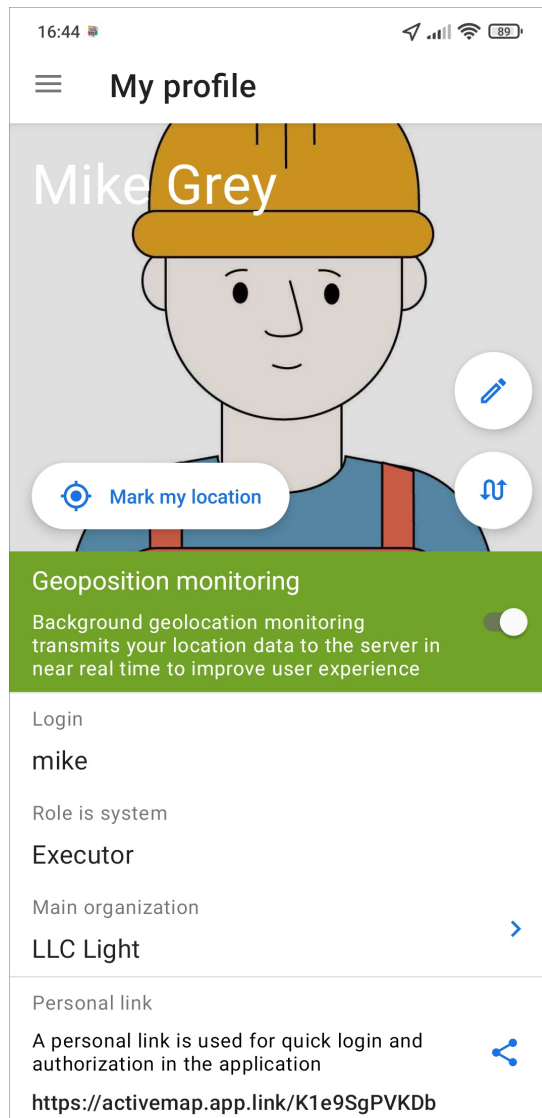 16:44
89
My profile
Mike Grey
Mark my location
Geoposition monitoring
Background geolocation monitoring
transmits your location data to the server in
near real time to improve user experience
Login
mike
Role is system
Executor
Main organization
LLC Light
Personal link
A personal link is used for quick login and
authorization in the application
https://activemap.app.link/K1e9SgPVKDb